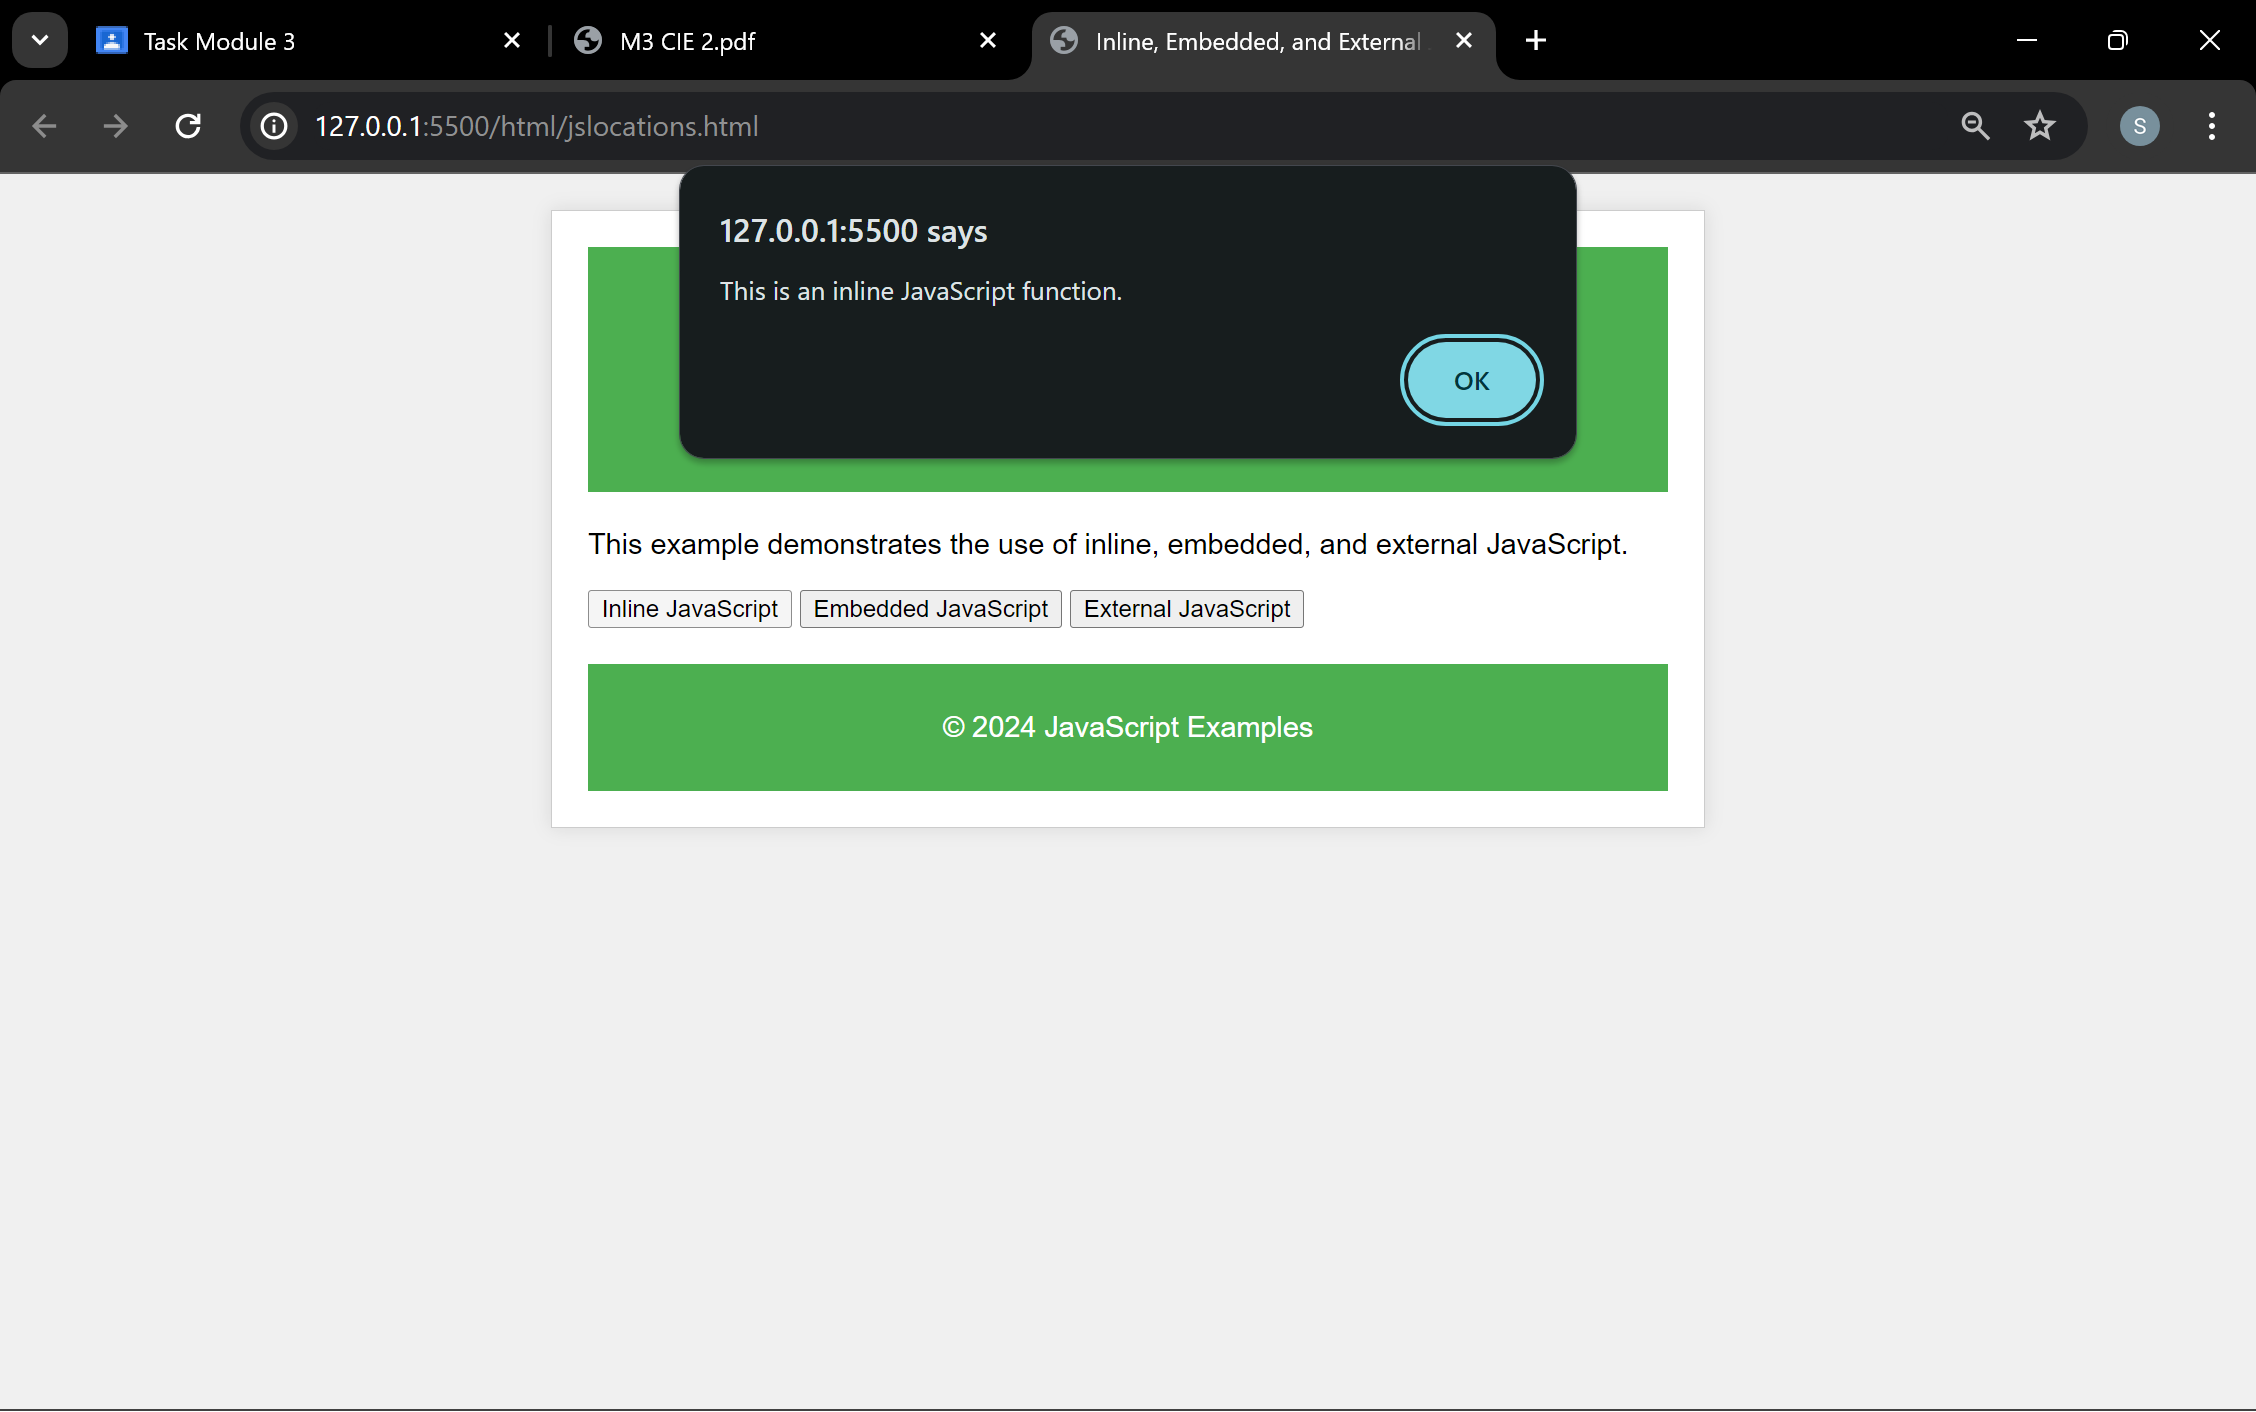 Task Module 3
M3 CIE 2.pdf
Inline, Embedded, and External
127.0.0.1:5500/html/jslocations.html
S
127.0.0.1:5500 says
This is an inline JavaScript function.
OK
This example demonstrates the use of inline, embedded, and external JavaScript.
Inline JavaScript Embedded JavaScript External JavaScript
© 2024 JavaScript Examples